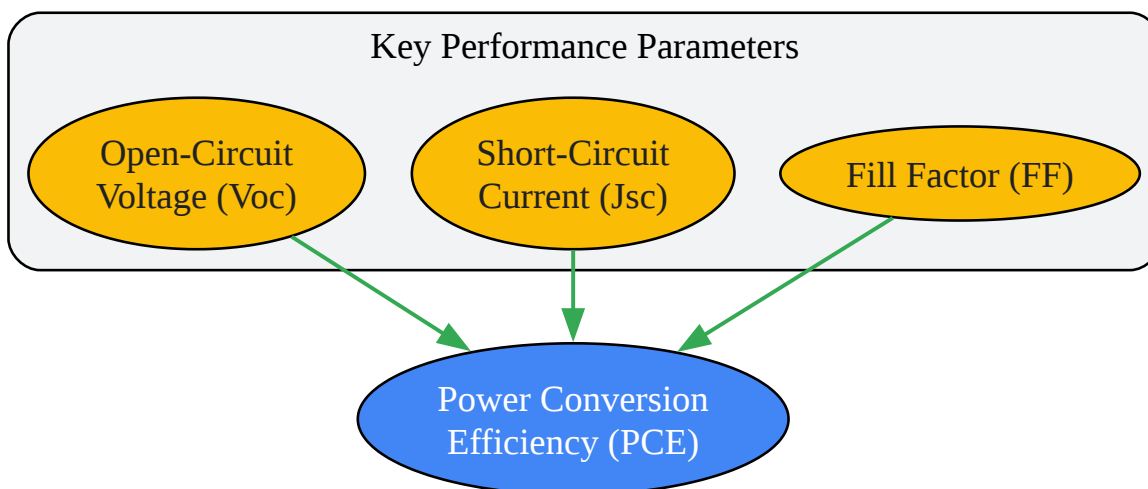 Key Performance Parameters
Open-Circuit
Voltage (Voc)
Short-Circuit
Current (Jsc)
Fill Factor (FF)
Power Conversion
Efficiency (PCE)